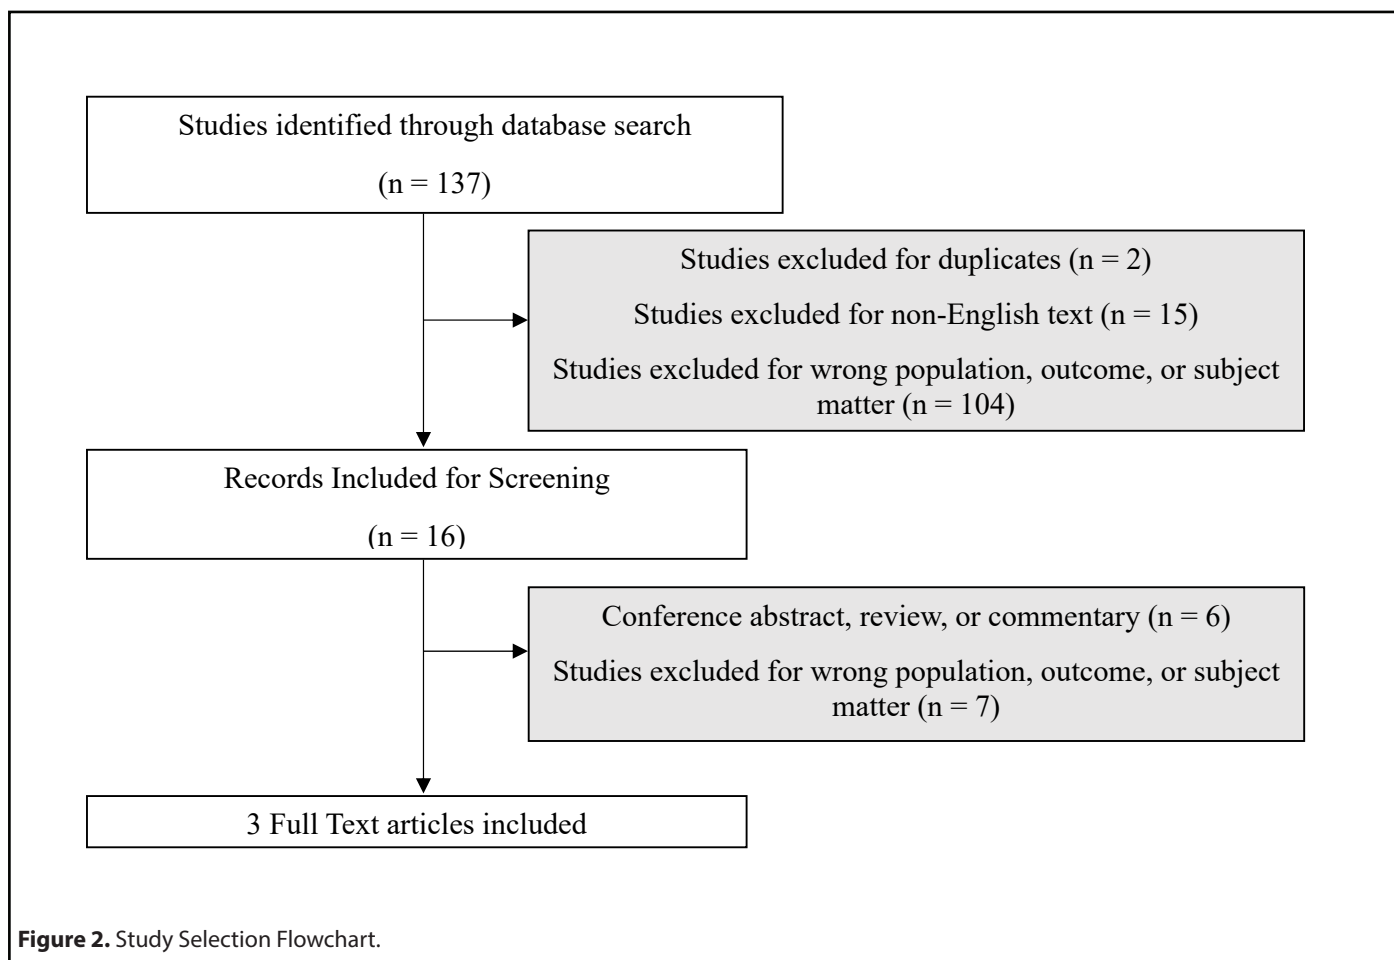 Studies identified through database search
(n = 137)
Studies excluded for duplicates (n = 2)
Studies excluded for non-English text (n = 15)
Studies excluded for wrong population, outcome, or subject
matter (n = 104)
Records Included for Screening
(n = 16)
Conference abstract, review, or commentary (n = 6)
Studies excluded for wrong population, outcome, or subject
matter (n = 7)
3 Full Text articles included
Figure 2. Study Selection Flowchart.